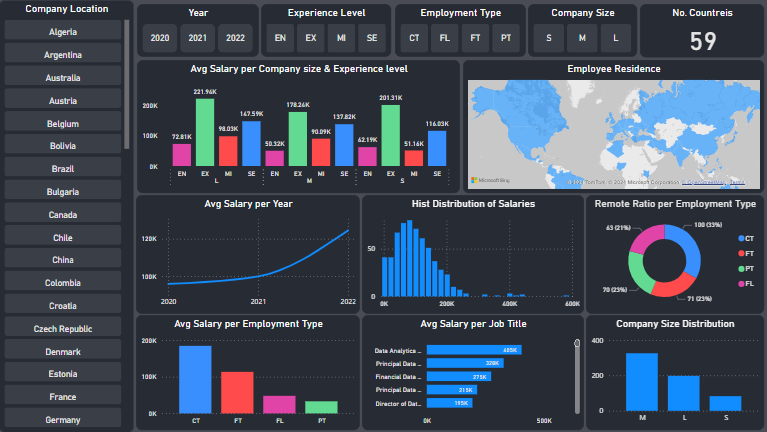 Company Location
Algeria
Argentina
Australia
Austria
Belgium
Bolivia
Brazil
Bulgaria
Canada
Chile
China
Colombia
Croatia
Czech Republic
Denmark
Estonia
France
Germany
Year
2020 2021 2022
Experience Level
EN EX MI SE
Employment Type
CT FL FT PT
Company Size
S M L
No. Countreis
59
Avg Salary per Company size & Experience level
200K
100K
0K
72.81K 221.94K 98.03K 147.59K 50.32K 178.26K 90.09K 137.82K 62.19K 201.31K 51.16K 116.03K
EN EX MI SE EN EX MI SE EN EX MI SE
L M S
Employee Residence
Microsoft Bing
© 2024 TomTom, © 2024 Microsoft Corporation, © OpenStreetMap, Terms
Avg Salary per Year
120K
100K
2020 2021 2022
Hist Distribution of Salaries
50
0
0K 200K 400K 600K
Remote Ratio per Employment Type
63 (21%)
100 (33%)
70 (23%)
71 (23%)
CT
FT
PT
FL
Avg Salary per Employment Type
200K
100K
0K
CT FT FL PT
Avg Salary per Job Title
Data Analytics ... 405K
Principal Data ... 328K
Financial Data ... 275K
Principal Data ... 215K
Director of Dat... 195K
0K 500K
Company Size Distribution
400
200
0
M L S